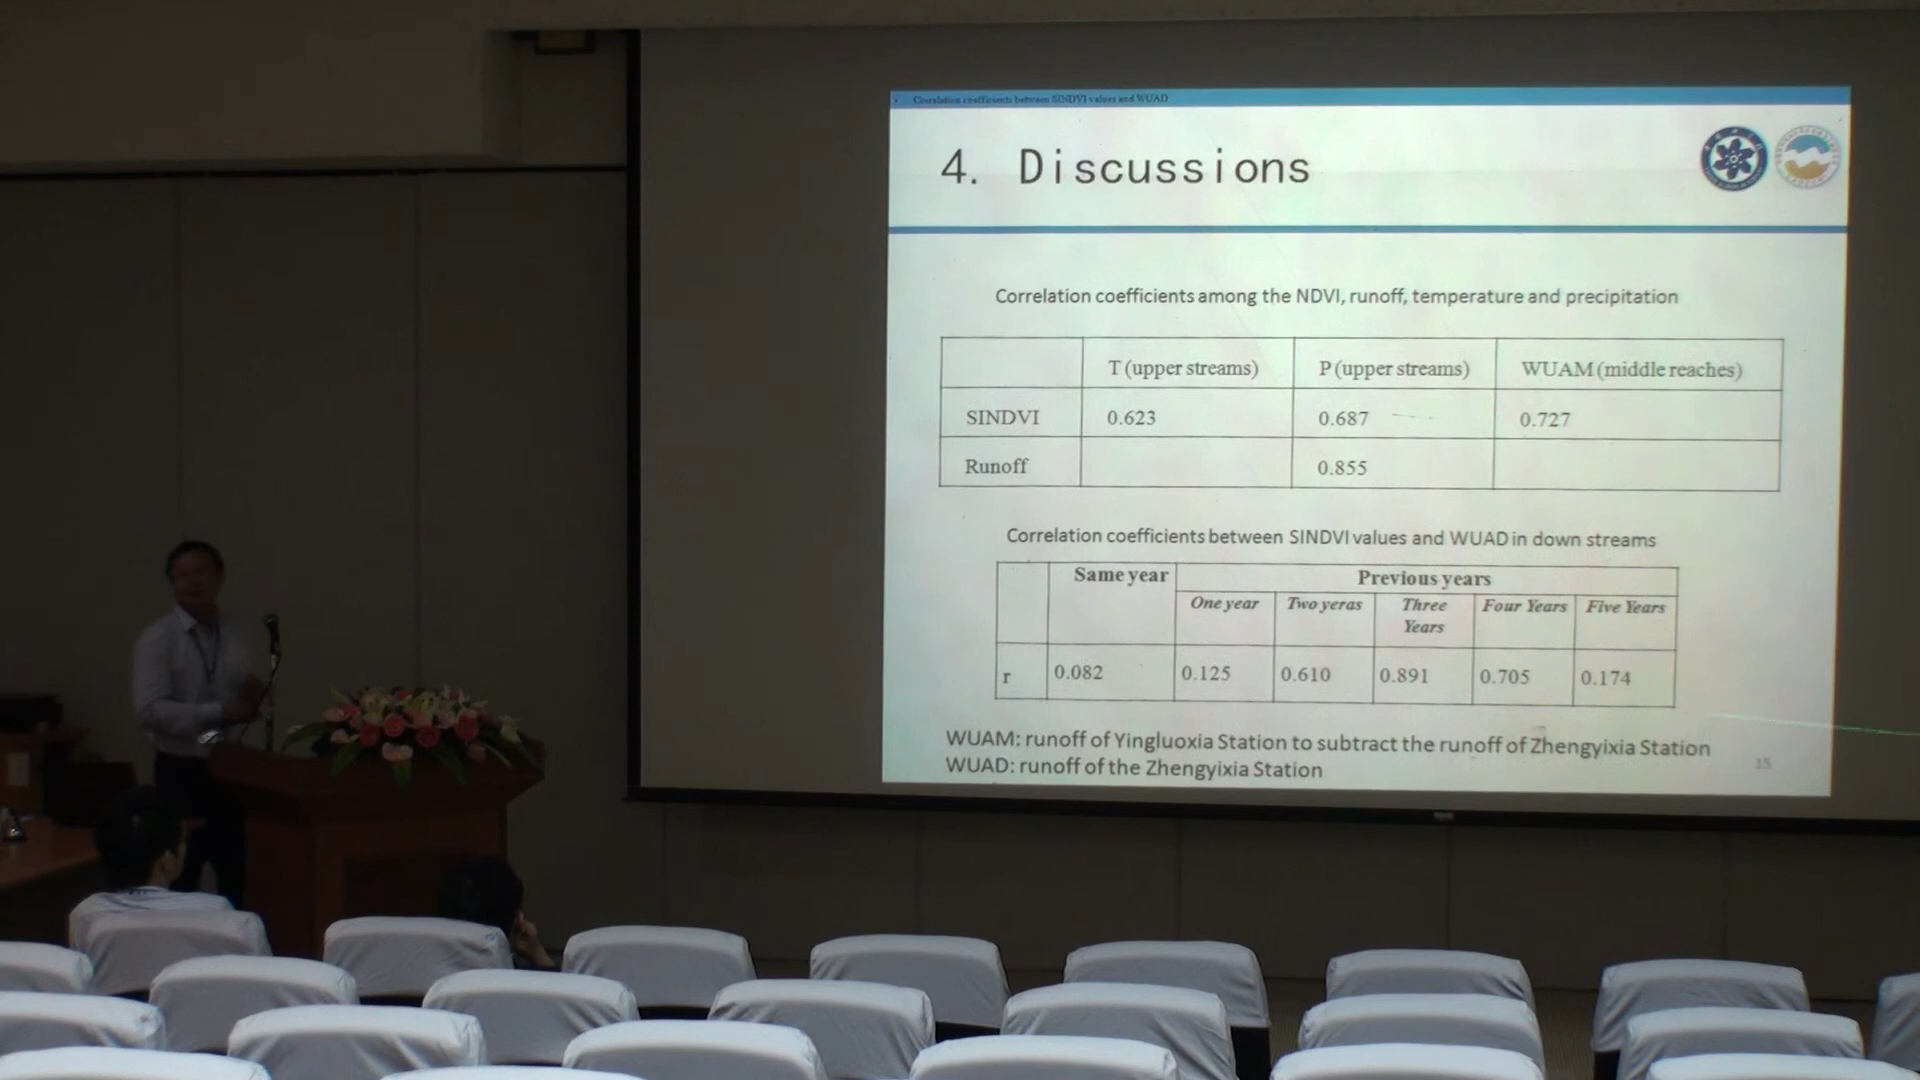 Correlation coefficients between SINDVI values and WUAD
4. Discussions
Correlation coefficients among the NDVI, runoff, temperature and precipitation
T (upper streams) P (upper streams) WUAM (middle reaches)
SINDVI 0.623 0.687 0.727
Runoff 0.855
Correlation coefficients between SINDVI values and WUAD in down streams
Same year Previous years
One year Two yeras Three Years Four Years Five Years
r 0.082 0.125 0.610 0.891 0.705 0.174
WUAM: runoff of Yingluoxia Station to subtract the runoff of Zhengyixia Station
WUAD: runoff of the Zhengyixia Station
15